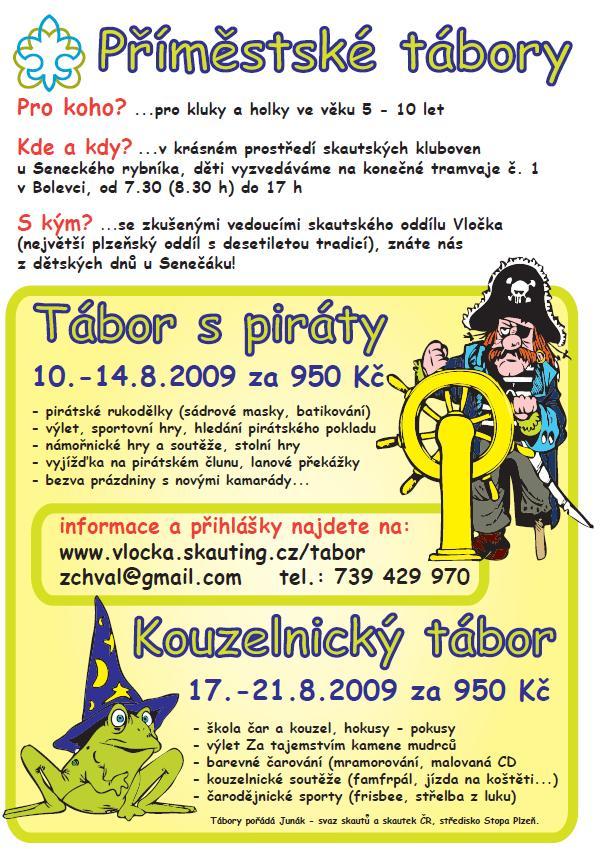 Příměstské tábory
Pro koho? ...pro kluky a holky ve věku 5 - 10 let
Kde a kdy? ...v krásném prostředí skautských kluboven
u Seneckého rybníka, děti vyzvedáváme na konečné tramvaje č. 1
v Bolevci, od 7.30 (8.30 h) do 17 h
S kým? ...se zkušenými vedoucími skautského oddílu Vločka
(největší plzeňský oddíl s desetiletou tradicí), znáte nás
z dětských dnů u Senečáku!
Tábor s piráty
10.-14.8.2009 za 950 Kč
- pirátské rukodělky (sádrové masky, batikování)
- výlet, sportovní hry, hledání pirátského pokladu
- námořnické hry a soutěže, stolní hry
- vyjížďka na pirátském člunu, lanové překážky
- bezva prázdniny s novými kamarády...
informace a přihlášky najdete na:
www.vlocka.skauting.cz/tabor
zchval@gmail.com tel.: 739 429 970
Kouzelnický tábor
17.-21.8.2009 za 950 Kč
- škola čar a kouzel, hokusy - pokusy
- výlet Za tajemstvím kamene mudrců
- barevné čarování (mramorování, malovaná CD
- kouzelnické soutěže (famfrpál, jízda na koštěti...)
- čarodějnické sporty (frisbee, střelba z luku)
Tábory pořádá Junák - svaz skautů a skautek ČR, středisko Stopa Plzeň.